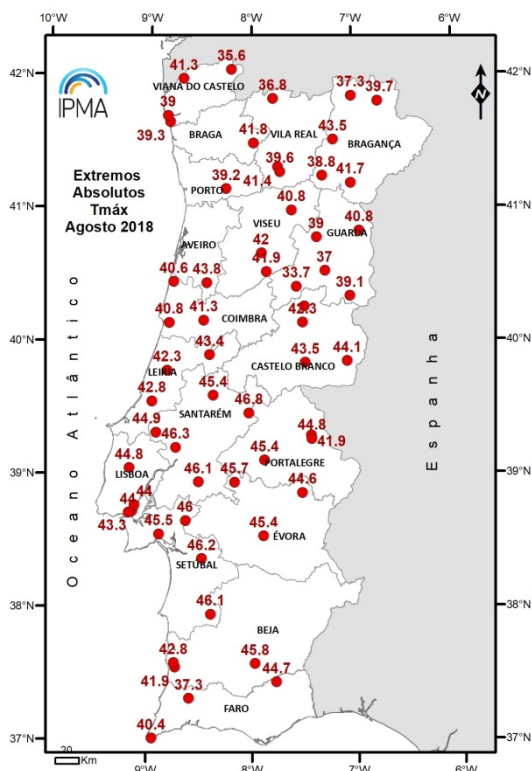 10°W 9°W 8°W 7°W 6°W
42°N 42°N
IPMA
N
41.3 35.6
VIANA DO CASTELO
36.8
37.3
39.7
39
39.3
BRAGA
41.8
VILA REAL
43.5
BRAGANÇA
Extremos
Absolutos
Tmáx
Agosto 2018
39.2
PORTO
39.6
41.4
38.8
41.7
41°N 41°N
40.8
VISEU
39
GUARDA
40.8
AVEIRO
42
41.9
37
40.6
43.8
33.7
39.1
40.8
41.3
COIMBRA
42.3
40°N 40°N
43.4
43.5
44.1
CASTELO BRANCO
42.3
LEIRIA
42.8
45.4
SANTARÉM
46.8
44.9
46.3
44.8
41.9
45.4
PORTALEGRE
44.8
LISBOA
39°N 39°N
46.1
45.7
44.6
44
44
43.3
45.5
46
45.4
ÉVORA
46.2
SETÚBAL
38°N 38°N
46.1
BEJA
42.8
41.9
45.8
44.7
37.3
FARO
40.4
37°N 37°N
Oceano Atlântico
Espanha
20
Km
9°W 8°W 7°W 6°W